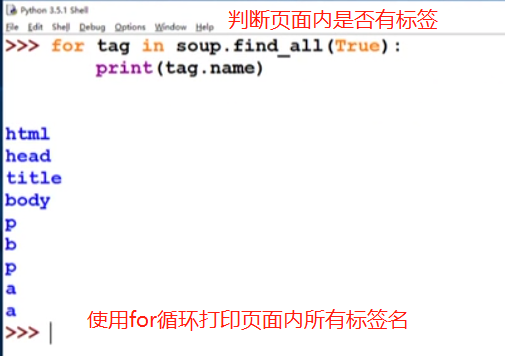 Python 3.5.1 Shell
判断页面内是否有标签
File Edit Shell Debug Options Window Help
>>> for tag in soup.find_all(True):
        print(tag.name)
html
head
title
body
p
b
p
a
a
>>>
使用for循环打印页面内所有标签名